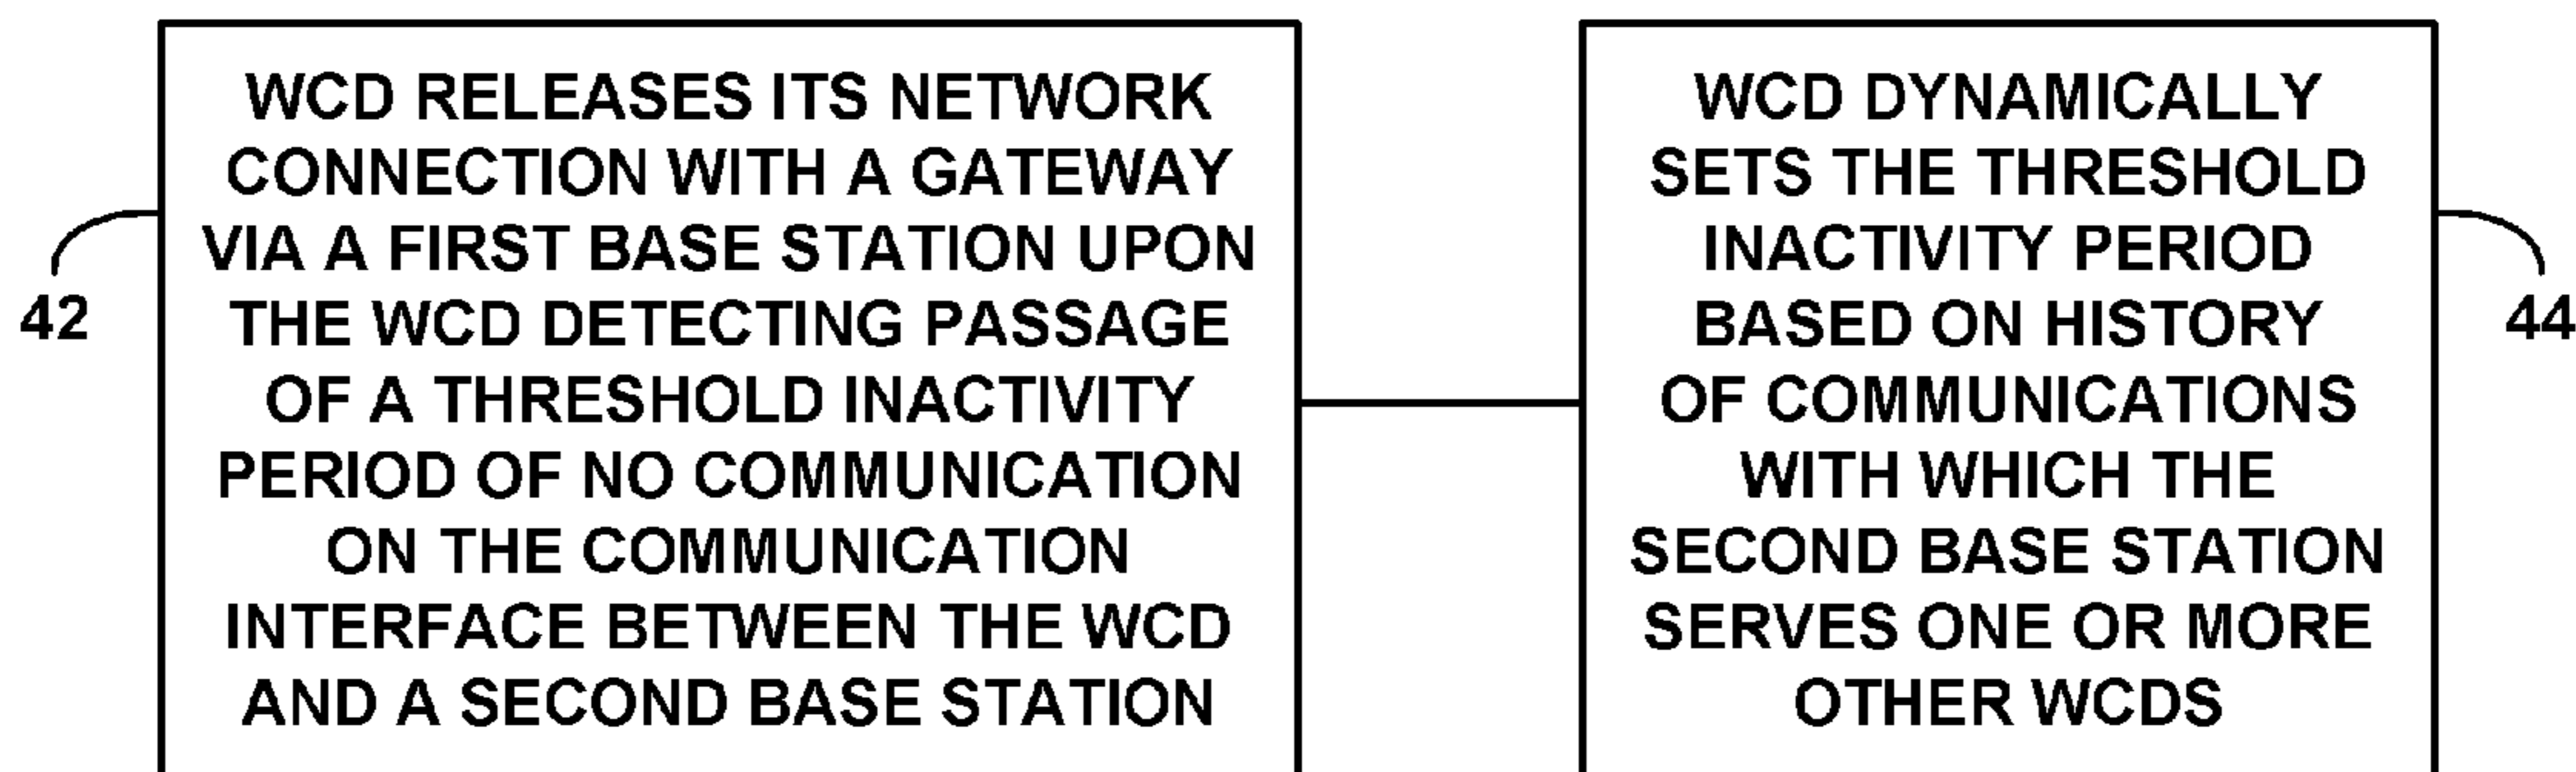 WCD RELEASES ITS NETWORK
CONNECTION WITH A GATEWAY
VIA A FIRST BASE STATION UPON
THE WCD DETECTING PASSAGE
OF A THRESHOLD INACTIVITY
PERIOD OF NO COMMUNICATION
ON THE COMMUNICATION
INTERFACE BETWEEN THE WCD
AND A SECOND BASE STATION
42
WCD DYNAMICALLY
SETS THE THRESHOLD
INACTIVITY PERIOD
BASED ON HISTORY
OF COMMUNICATIONS
WITH WHICH THE
SECOND BASE STATION
SERVES ONE OR MORE
OTHER WCDS
44